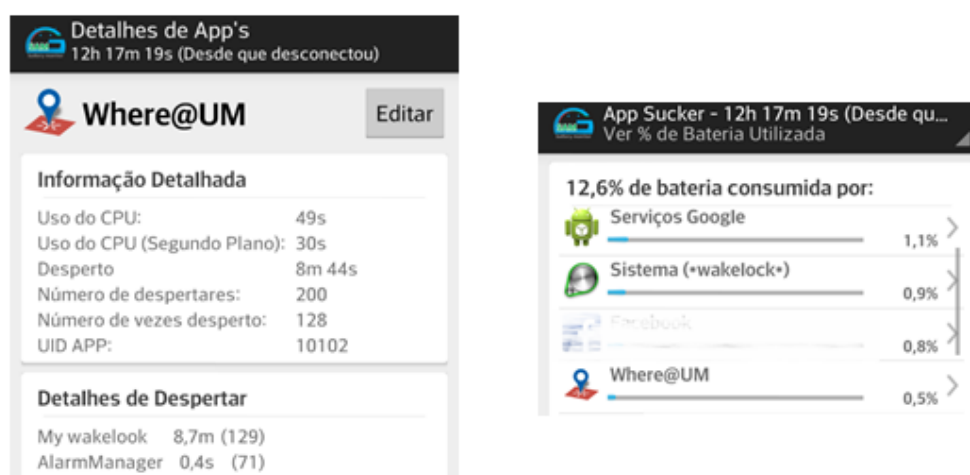 Detalhes de App's
12h 17m 19s (Desde que desconectou)
Where@UM
Editar
Informação Detalhada
Uso do CPU: 49s
Uso do CPU (Segundo Plano): 30s
Desperto 8m 44s
Número de despertares: 200
Número de vezes desperto: 128
UID APP: 10102
Detalhes de Despertar
My wakelook 8,7m (129)
AlarmManager 0,4s (71)
App Sucker - 12h 17m 19s (Desde qu...
Ver % de Bateria Utilizada
12,6% de bateria consumida por:
Serviços Google
1,1%
Sistema (•wakelock•)
0,9%
Facebook
0,8%
Where@UM
0,5%